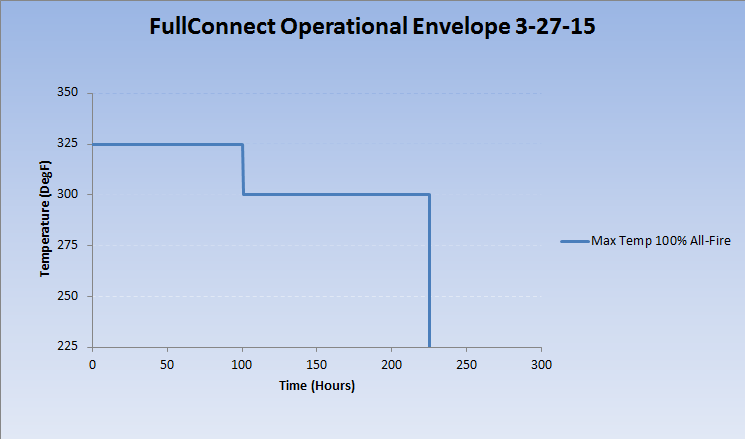 FullConnect Operational Envelope 3-27-15
350
325
300
275
250
225
Temperature (DegF)
0 50 100 150 200 250 300
Time (Hours)
Max Temp 100% All-Fire